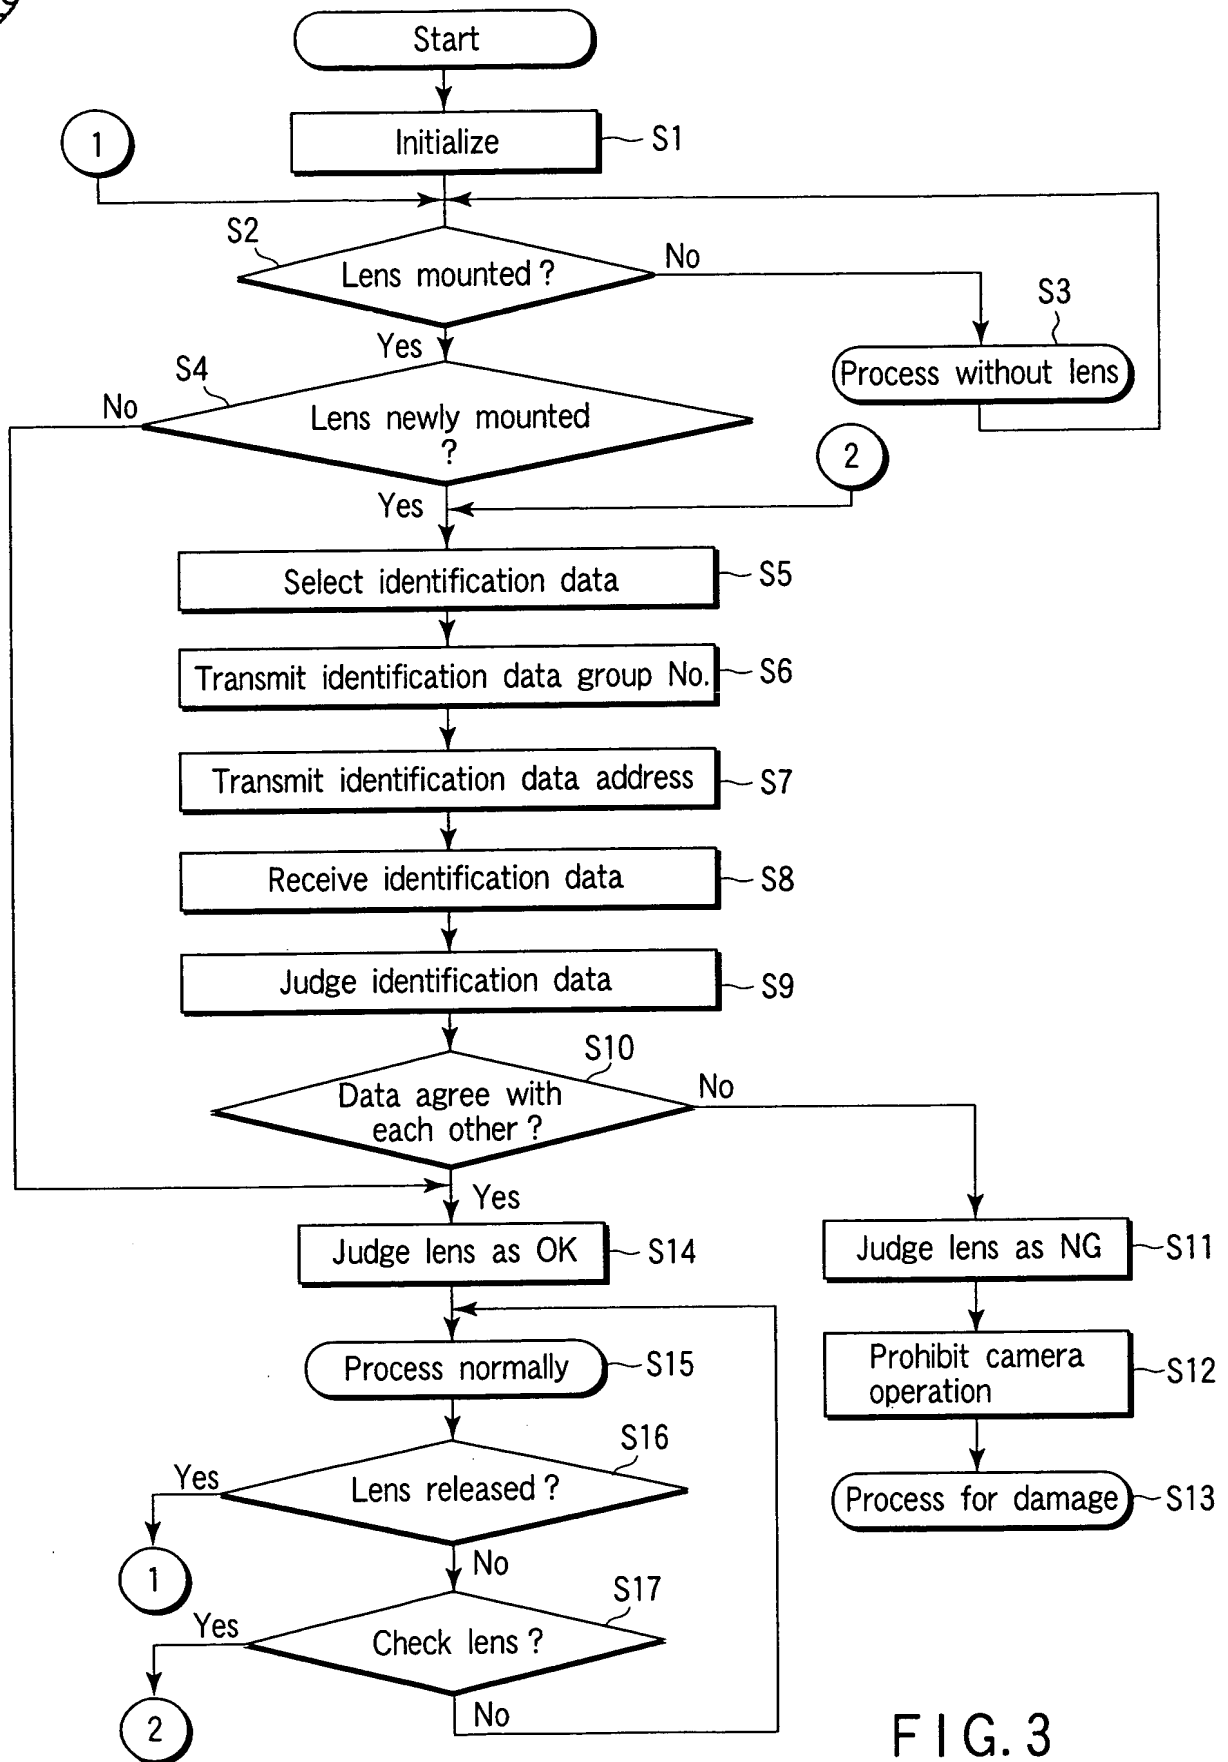 Start
1
Initialize
S1
S2
Lens mounted?
No
S3
Process without lens
Yes
S4
No
Lens newly mounted
?
2
Yes
Select identification data
S5
Transmit identification data group No.
S6
Transmit identification data address
S7
Receive identification data
S8
Judge identification data
S9
S10
Data agree with
each other?
No
Yes
Judge lens as OK
S14
Judge lens as NG
S11
Process normally
S15
Prohibit camera
operation
S12
S16
Yes
Lens released?
Process for damage
S13
1
No
S17
Yes
Check lens?
2
No
FIG. 3